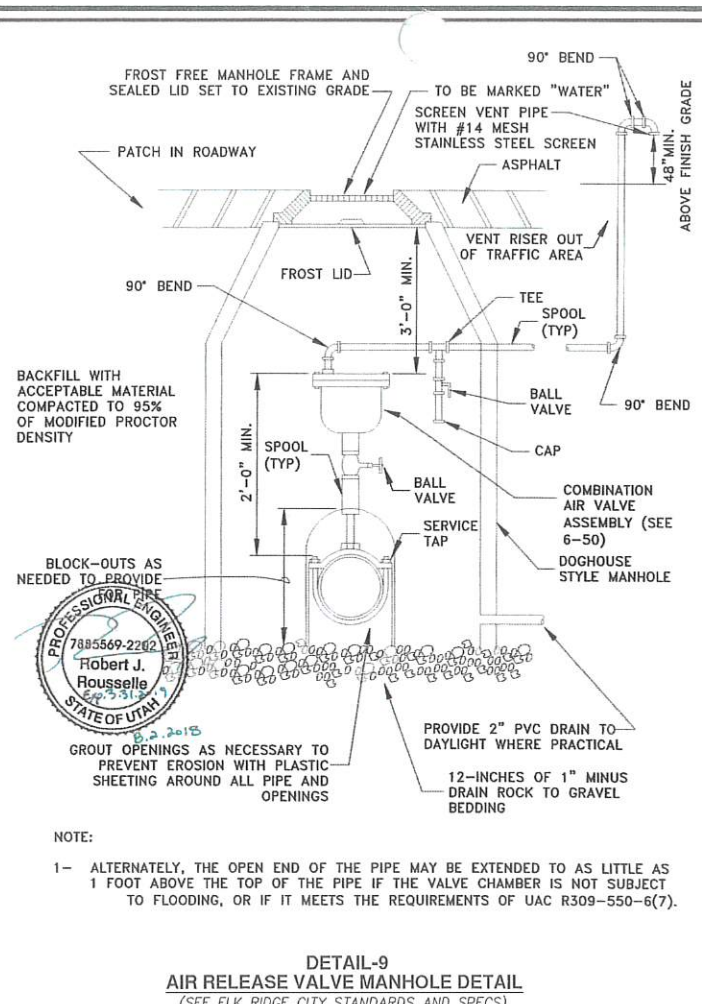 90° BEND
FROST FREE MANHOLE FRAME AND
SEALED LID SET TO EXISTING GRADE
TO BE MARKED "WATER"
SCREEN VENT PIPE
WITH #14 MESH
STAINLESS STEEL SCREEN
48"MIN.
ABOVE FINISH GRADE
PATCH IN ROADWAY
ASPHALT
VENT RISER OUT
OF TRAFFIC AREA
FROST LID
90° BEND
3'-0" MIN.
TEE
SPOOL
(TYP)
BACKFILL WITH
ACCEPTABLE MATERIAL
COMPACTED TO 95%
OF MODIFIED PROCTOR
DENSITY
BALL
VALVE
90° BEND
CAP
2'-0" MIN.
SPOOL
(TYP)
BALL
VALVE
COMBINATION
AIR VALVE
ASSEMBLY (SEE
6-50)
SERVICE
TAP
DOGHOUSE
STYLE MANHOLE
BLOCK-OUTS AS
NEEDED TO PROVIDE
FOR PIPE
PROFESSIONAL ENGINEER
7885569-2202
Robert J.
Rousselle
STATE OF UTAH
8.2.2018
PROVIDE 2" PVC DRAIN TO
DAYLIGHT WHERE PRACTICAL
GROUT OPENINGS AS NECESSARY TO
PREVENT EROSION WITH PLASTIC
SHEETING AROUND ALL PIPE AND
OPENINGS
12-INCHES OF 1" MINUS
DRAIN ROCK TO GRAVEL
BEDDING
NOTE:
1- ALTERNATELY, THE OPEN END OF THE PIPE MAY BE EXTENDED TO AS LITTLE AS
1 FOOT ABOVE THE TOP OF THE PIPE IF THE VALVE CHAMBER IS NOT SUBJECT
TO FLOODING, OR IF IT MEETS THE REQUIREMENTS OF UAC R309-550-6(7).
DETAIL-9
AIR RELEASE VALVE MANHOLE DETAIL
(SEE ELK RIDGE CITY STANDARDS AND SPECS)